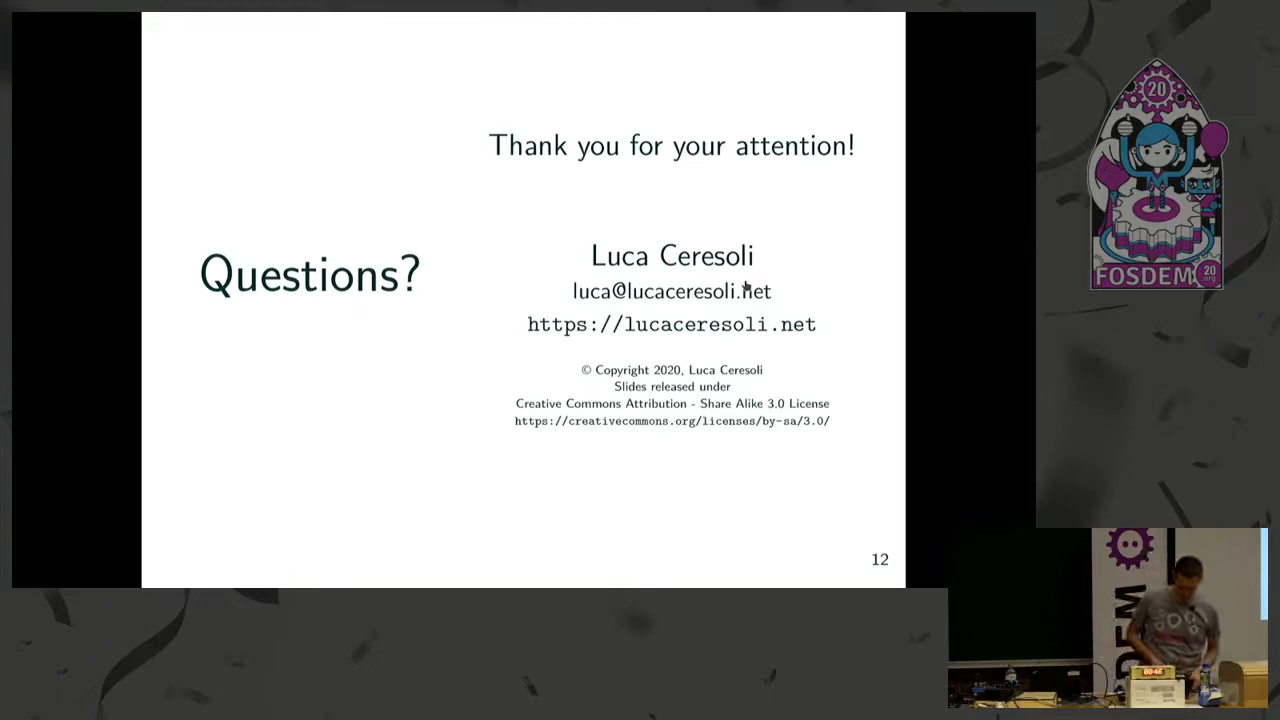 Questions?
Thank you for your attention!
Luca Ceresoli
luca@lucaceresoli.net
https://lucaceresoli.net
© Copyright 2020, Luca Ceresoli
Slides released under
Creative Commons Attribution - Share Alike 3.0 License
https://creativecommons.org/licenses/by-sa/3.0/
12
20
FOSDEM
20
org
DEM